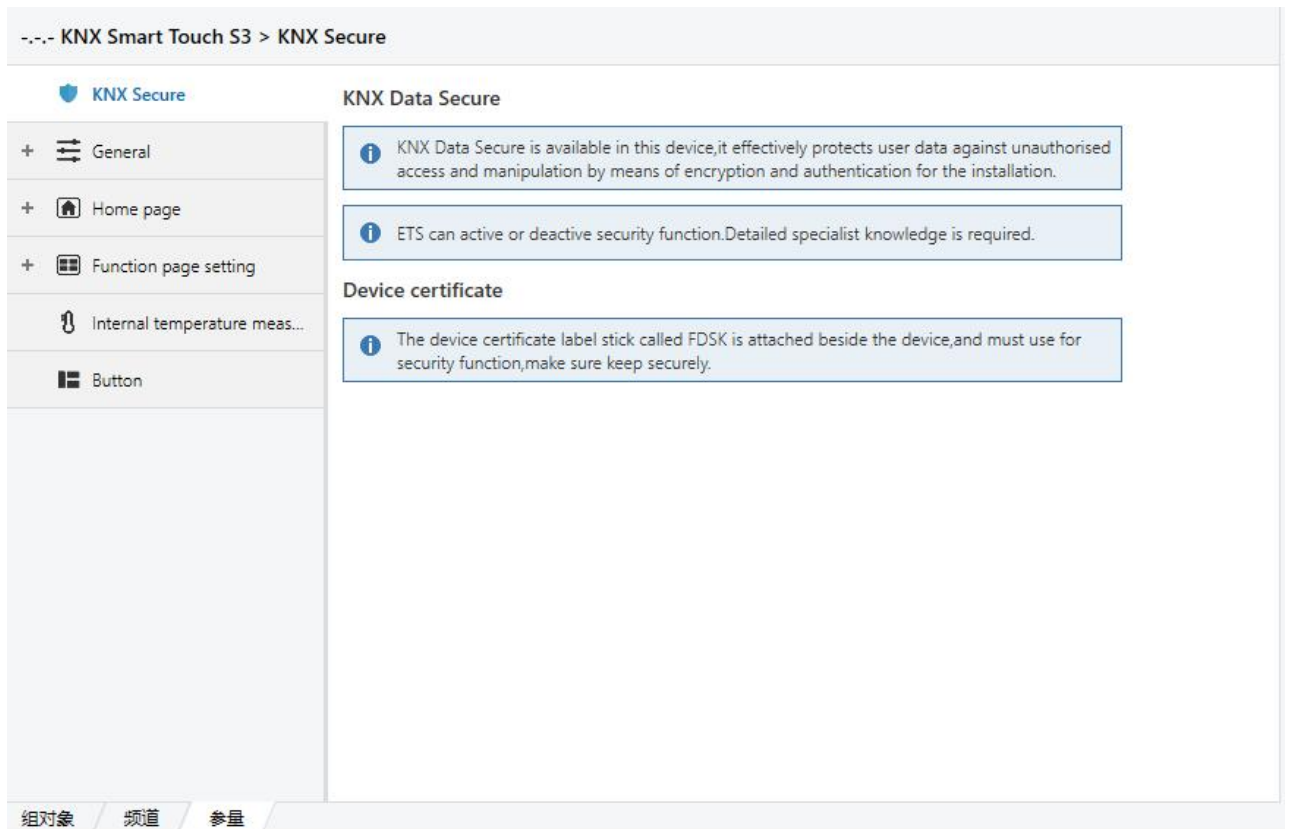 -.-.- KNX Smart Touch S3 > KNX Secure
KNX Secure
+ General
+ Home page
+ Function page setting
Internal temperature meas...
Button
KNX Data Secure
KNX Data Secure is available in this device,it effectively protects user data against unauthorised
access and manipulation by means of encryption and authentication for the installation.
ETS can active or deactive security function.Detailed specialist knowledge is required.
Device certificate
The device certificate label stick called FDSK is attached beside the device,and must use for
security function,make sure keep securely.
组对象 频道 参量